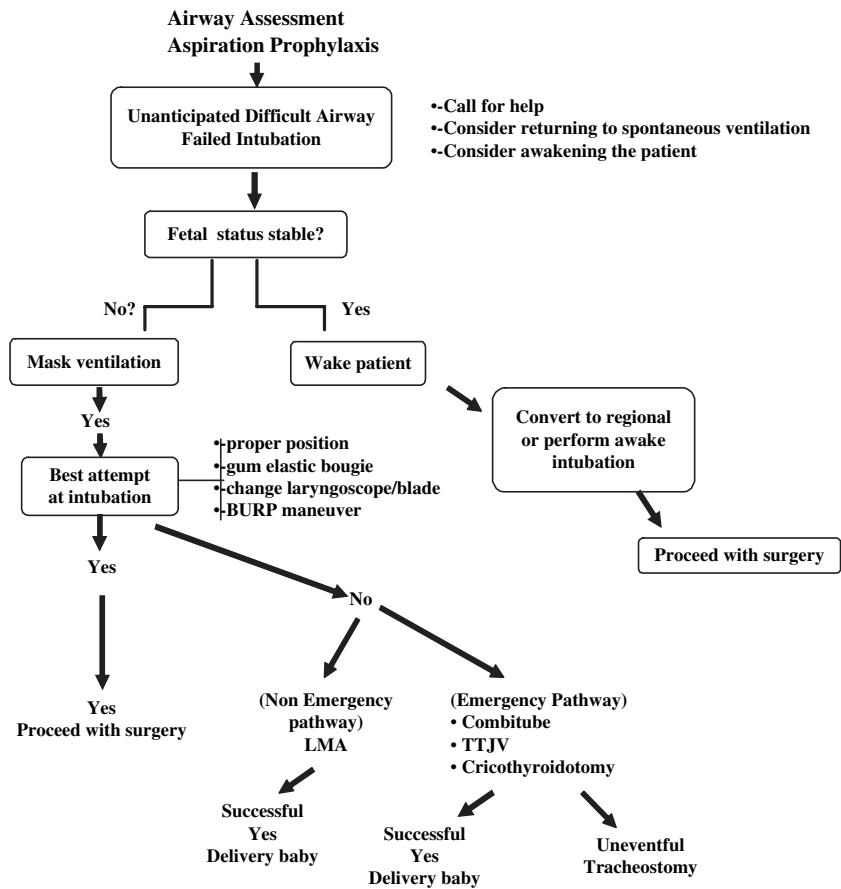 Airway Assessment
Aspiration Prophylaxis
Unanticipated Difficult Airway
Failed Intubation
•-Call for help
•-Consider returning to spontaneous ventilation
•-Consider awakening the patient
Fetal status stable?
No?
Yes
Mask ventilation
Wake patient
Yes
Convert to regional
or perform awake
intubation
Best attempt
at intubation
•-proper position
•-gum elastic bougie
•-change laryngoscope/blade
•-BURP maneuver
Proceed with surgery
Yes
No
Yes
Proceed with surgery
(Non Emergency
pathway)
LMA
(Emergency Pathway)
• Combitube
• TTJV
• Cricothyroidotomy
Successful
Yes
Delivery baby
Successful
Yes
Delivery baby
Uneventful
Tracheostomy